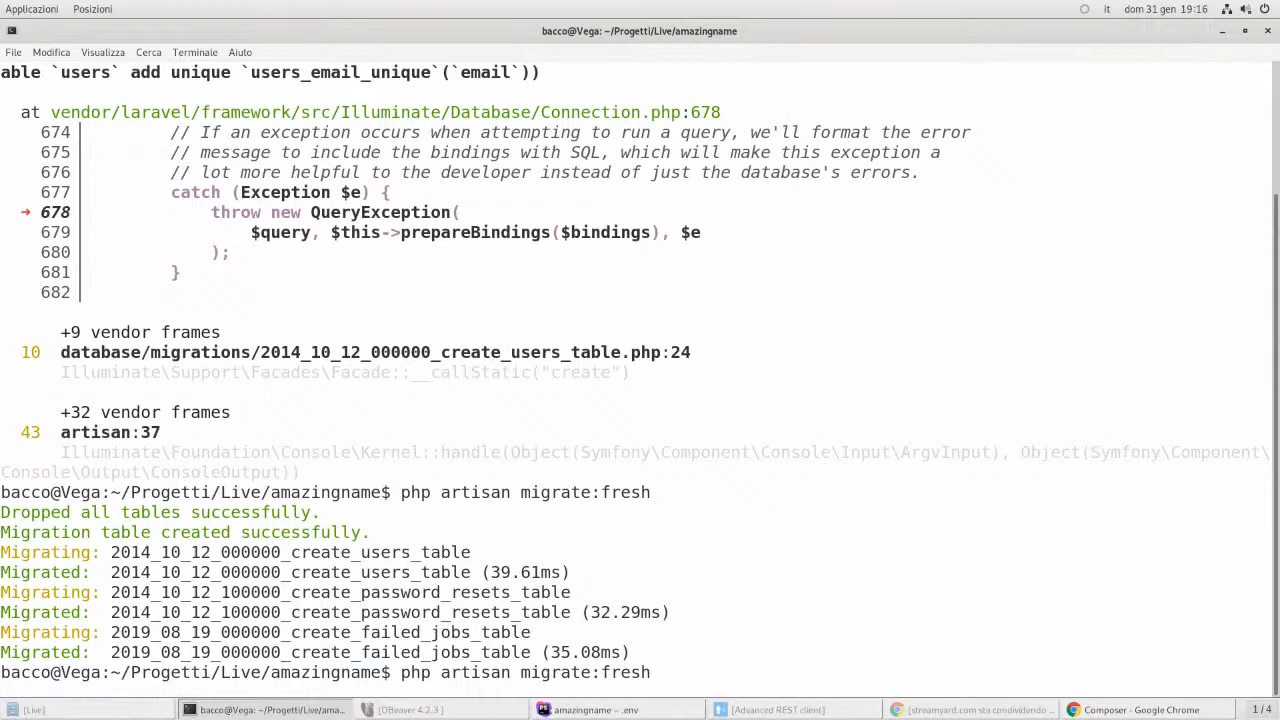 Applicazioni Posizioni it dom 31 gen 19:16
bacco@Vega:~/Progetti/Live/amazingname
File Modifica Visualizza Cerca Terminale Aiuto
able `users` add unique `users_email_unique`(`email`))
at vendor/laravel/framework/src/Illuminate/Database/Connection.php:678
674 // If an exception occurs when attempting to run a query, we'll format the error
675 // message to include the bindings with SQL, which will make this exception a
676 // lot more helpful to the developer instead of just the database's errors.
677 catch (Exception $e) {
➜ 678 throw new QueryException(
679 $query, $this->prepareBindings($bindings), $e
680 );
681 }
682
+9 vendor frames
10 database/migrations/2014_10_12_000000_create_users_table.php:24
Illuminate\Support\Facades\Facade::__callStatic("create")
+32 vendor frames
43 artisan:37
Illuminate\Foundation\Console\Kernel::handle(Object(Symfony\Component\Console\Input\ArgvInput), Object(Symfony\Component\
Console\Output\ConsoleOutput))
bacco@Vega:~/Progetti/Live/amazingname$ php artisan migrate:fresh
Dropped all tables successfully.
Migration table created successfully.
Migrating: 2014_10_12_000000_create_users_table
Migrated: 2014_10_12_000000_create_users_table (39.61ms)
Migrating: 2014_10_12_100000_create_password_resets_table
Migrated: 2014_10_12_100000_create_password_resets_table (32.29ms)
Migrating: 2019_08_19_000000_create_failed_jobs_table
Migrated: 2019_08_19_000000_create_failed_jobs_table (35.08ms)
bacco@Vega:~/Progetti/Live/amazingname$ php artisan migrate:fresh
[Live] bacco@Vega:~/Progetti/Live/ama... [DBeaver 4.2.3] amazingname – .env [Advanced REST client] [streamyard.com sta condividendo ... Composer - Google Chrome 1 / 4